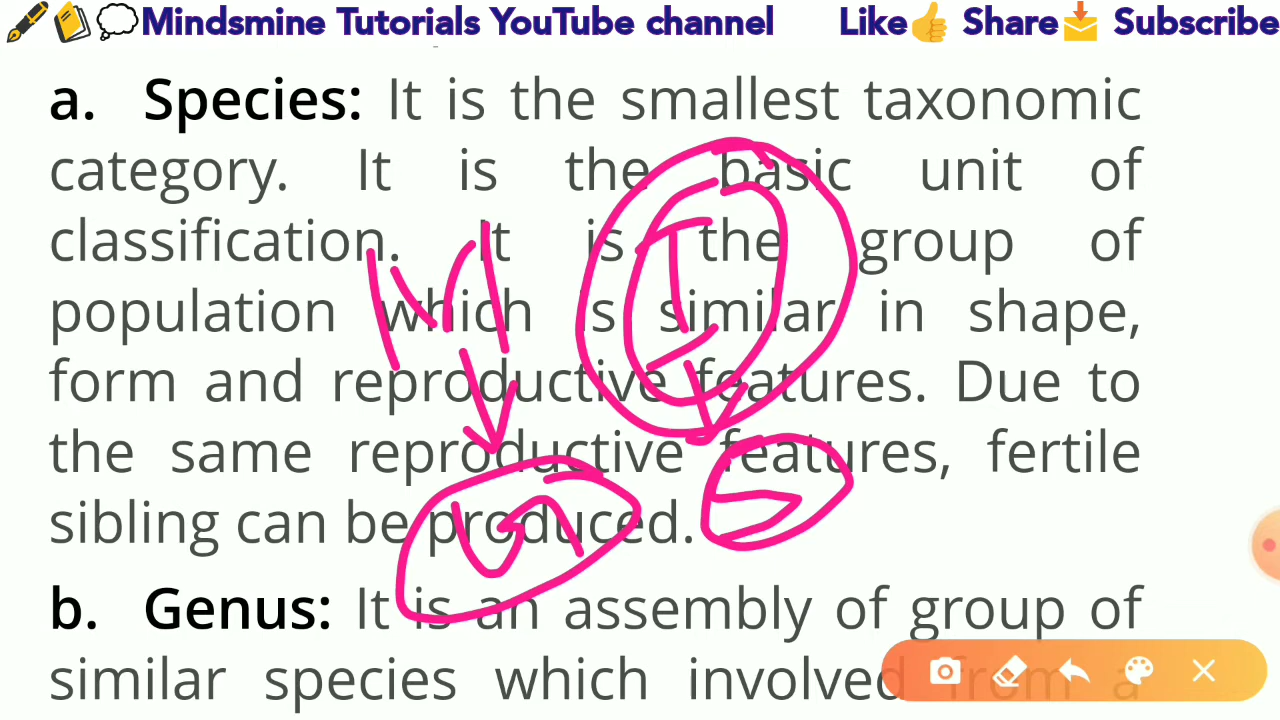 Mindsmine Tutorials YouTube channel Like Share Subscribe
a. Species: It is the smallest taxonomic
category. It is the basic unit of
classification. It is the group of
population which is similar in shape,
form and reproductive features. Due to
the same reproductive features, fertile
sibling can be produced.
b. Genus: It is an assembly of group of
similar species which involved from a